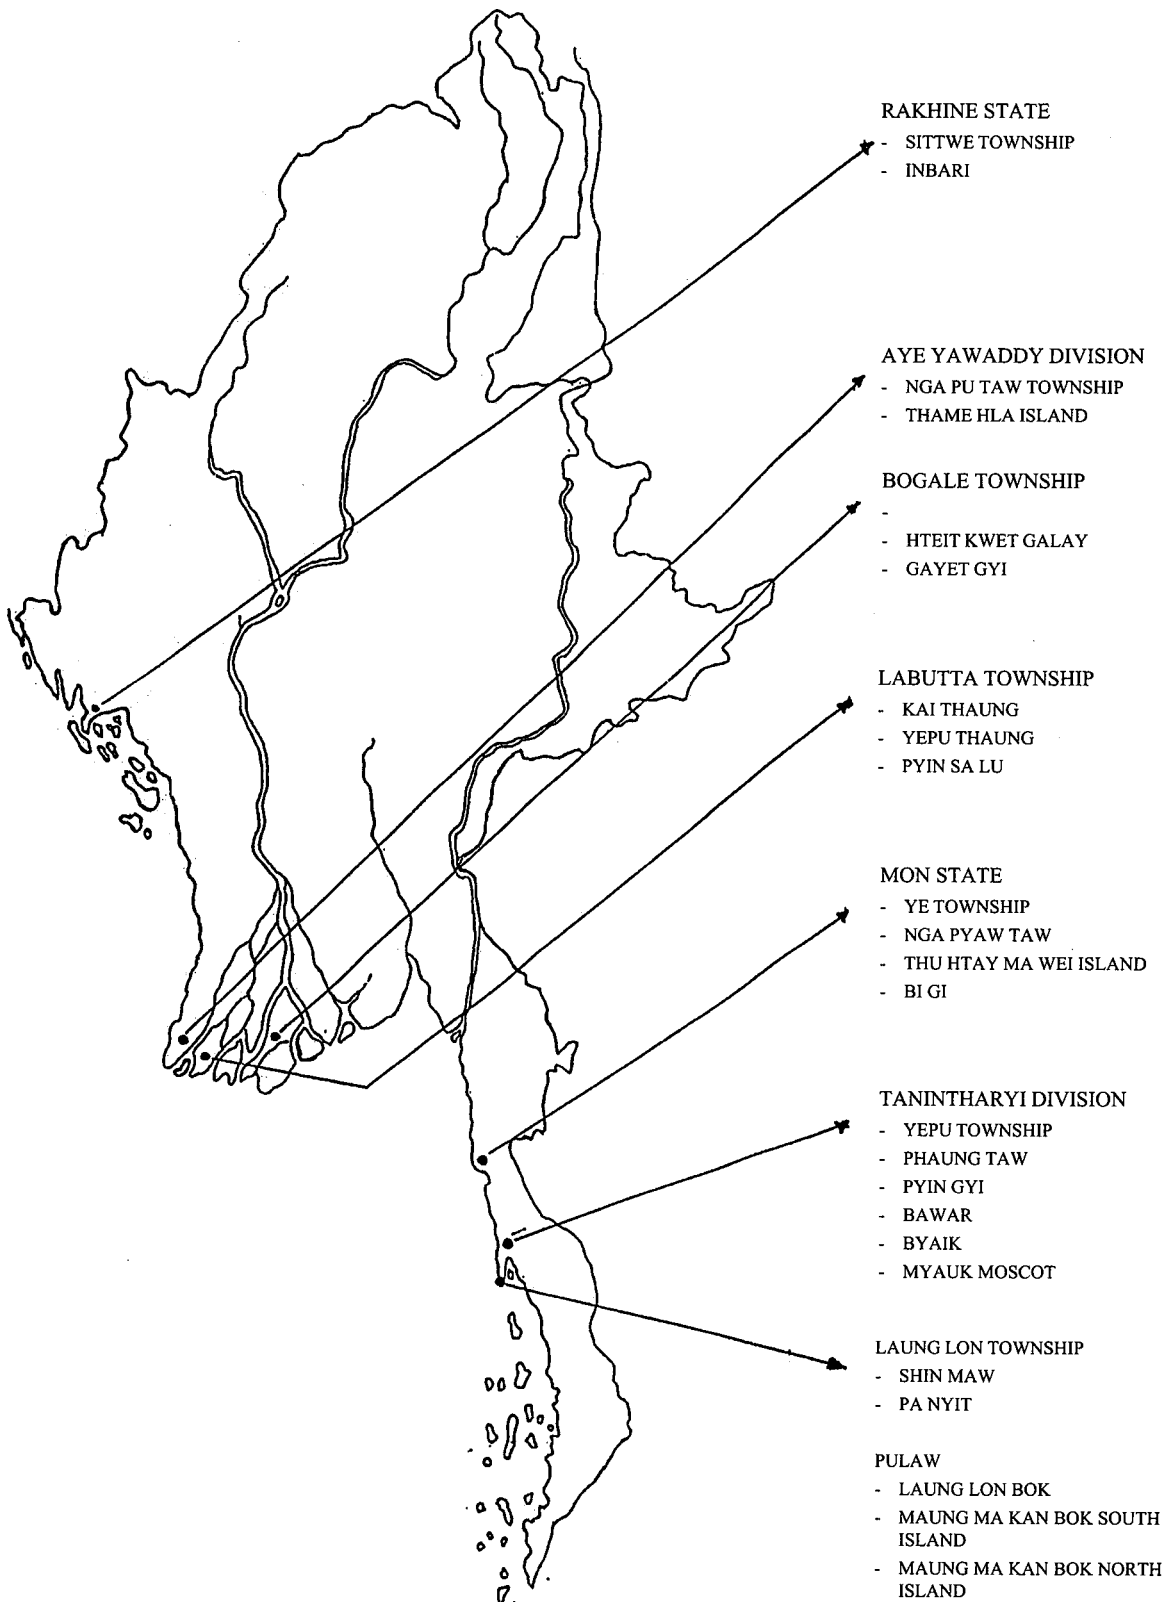 RAKHINE STATE
- SITTWE TOWNSHIP
- INBARI
AYE YAWADDY DIVISION
- NGA PU TAW TOWNSHIP
- THAME HLA ISLAND
BOGALE TOWNSHIP
-
- HTEIT KWET GALAY
- GAYET GYI
LABUTTA TOWNSHIP
- KAI THAUNG
- YEPU THAUNG
- PYIN SA LU
MON STATE
- YE TOWNSHIP
- NGA PYAW TAW
- THU HTAY MA WEI ISLAND
- BI GI
TANINTHARYI DIVISION
- YEPU TOWNSHIP
- PHAUNG TAW
- PYIN GYI
- BAWAR
- BYAIK
- MYAUK MOSCOT
LAUNG LON TOWNSHIP
- SHIN MAW
- PA NYIT
PULAW
- LAUNG LON BOK
- MAUNG MA KAN BOK SOUTH
ISLAND
- MAUNG MA KAN BOK NORTH
ISLAND